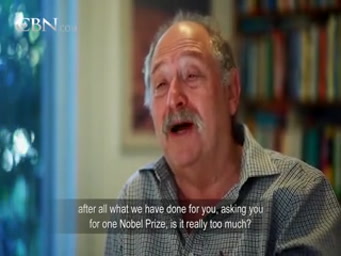 CBN.com
after all what we have done for you, asking you
for one Nobel Prize, is it really too much?